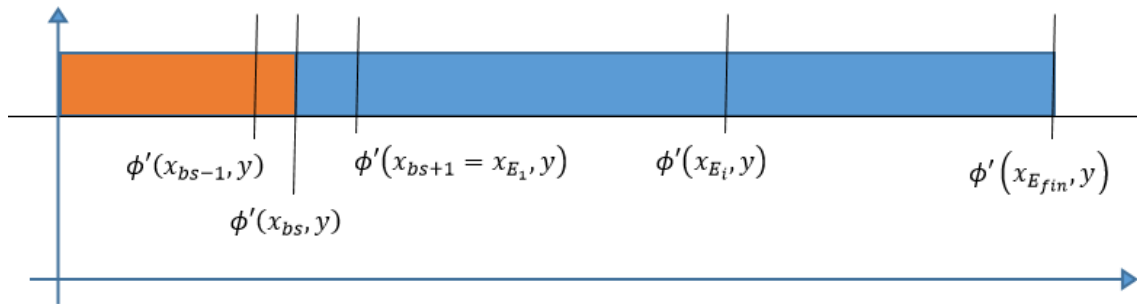 ϕ′(x_{bs−1}, y)
ϕ′(x_{bs+1} = x_{E_1}, y)
ϕ′(x_{E_i}, y)
ϕ′(x_{E_{fin}}, y)
ϕ′(x_{bs}, y)